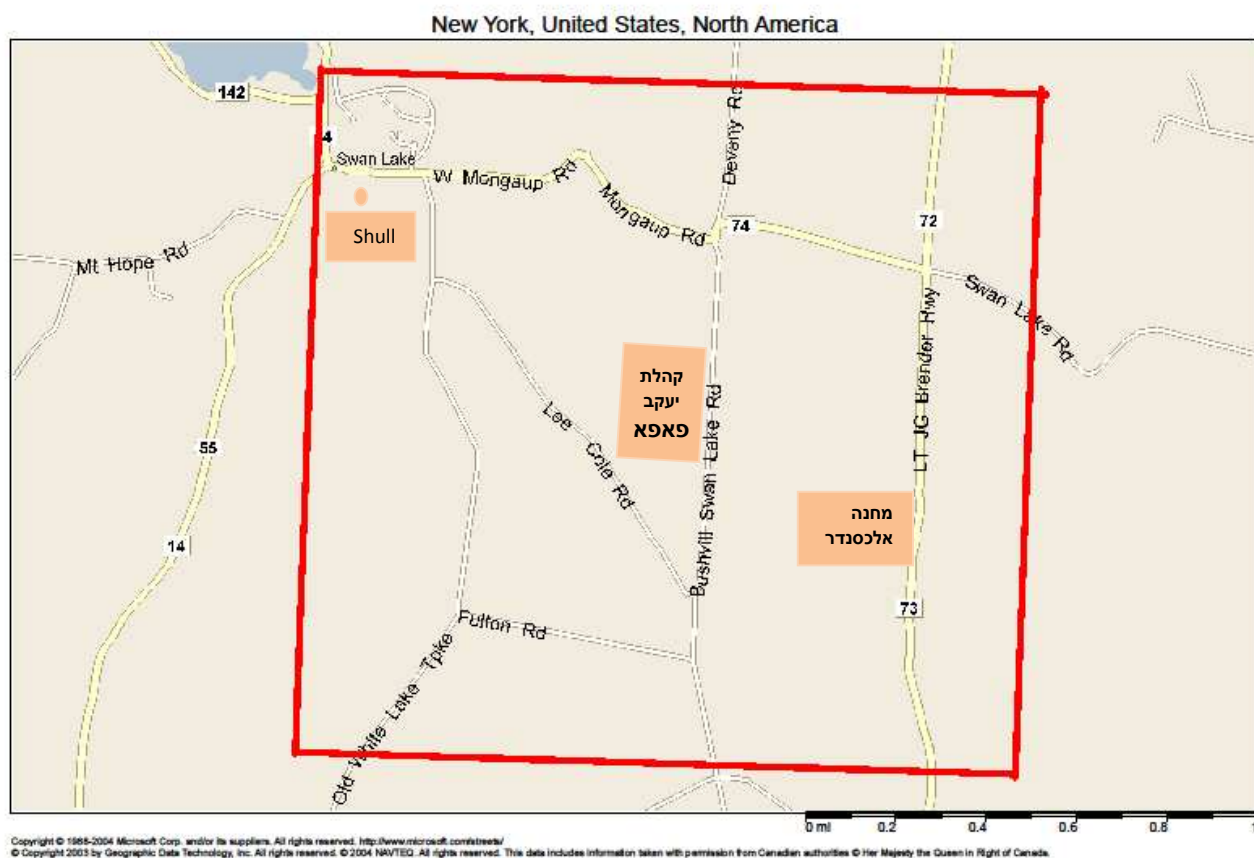 New York, United States, North America
142
4
Swan Lake
W Mongaup Rd
Mongaup Rd
Devany Rd
74
72
Shull
Mt Hope Rd
Swan Lake Rd
LT JG Brender Hwy
קהלת
יעקב
פאפא
Lee Cole Rd
Bushvill Swan Lake Rd
55
מחנה
אלכסנדר
14
73
Fulton Rd
Old White Lake Tpke
0 mi 0.2 0.4 0.6 0.8 1
Copyright © 1988-2004 Microsoft Corp. and/or its suppliers. All rights reserved. http://www.microsoft.com/streets/
© Copyright 2003 by Geographic Data Technology, Inc. All rights reserved. © 2004 NAVTEQ. All rights reserved. This data includes information taken with permission from Canadian authorities © Her Majesty the Queen in Right of Canada.